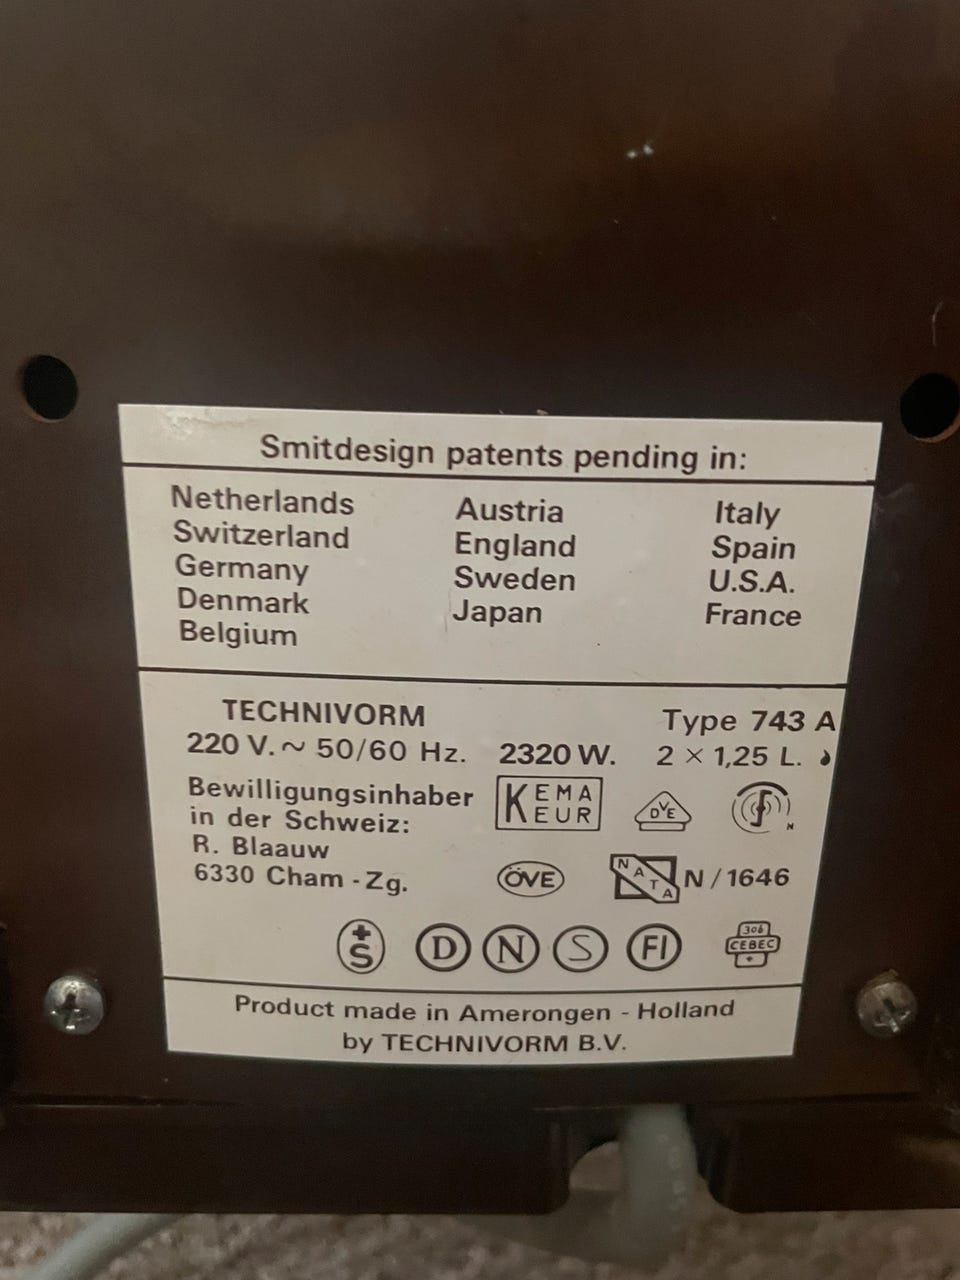 Smitdesign patents pending in:
Netherlands Austria Italy
Switzerland England Spain
Germany Sweden U.S.A.
Denmark Japan France
Belgium
TECHNIVORM Type 743 A
220 V.~ 50/60 Hz. 2320 W. 2 × 1,25 L.
Bewilligungsinhaber
in der Schweiz:
R. Blaauw
6330 Cham - Zg.
KEMA
KEUR
DVE
N
ÖVE
NATA N / 1646
+S D N S FI
306
CEBEC
Product made in Amerongen - Holland
by TECHNIVORM B.V.